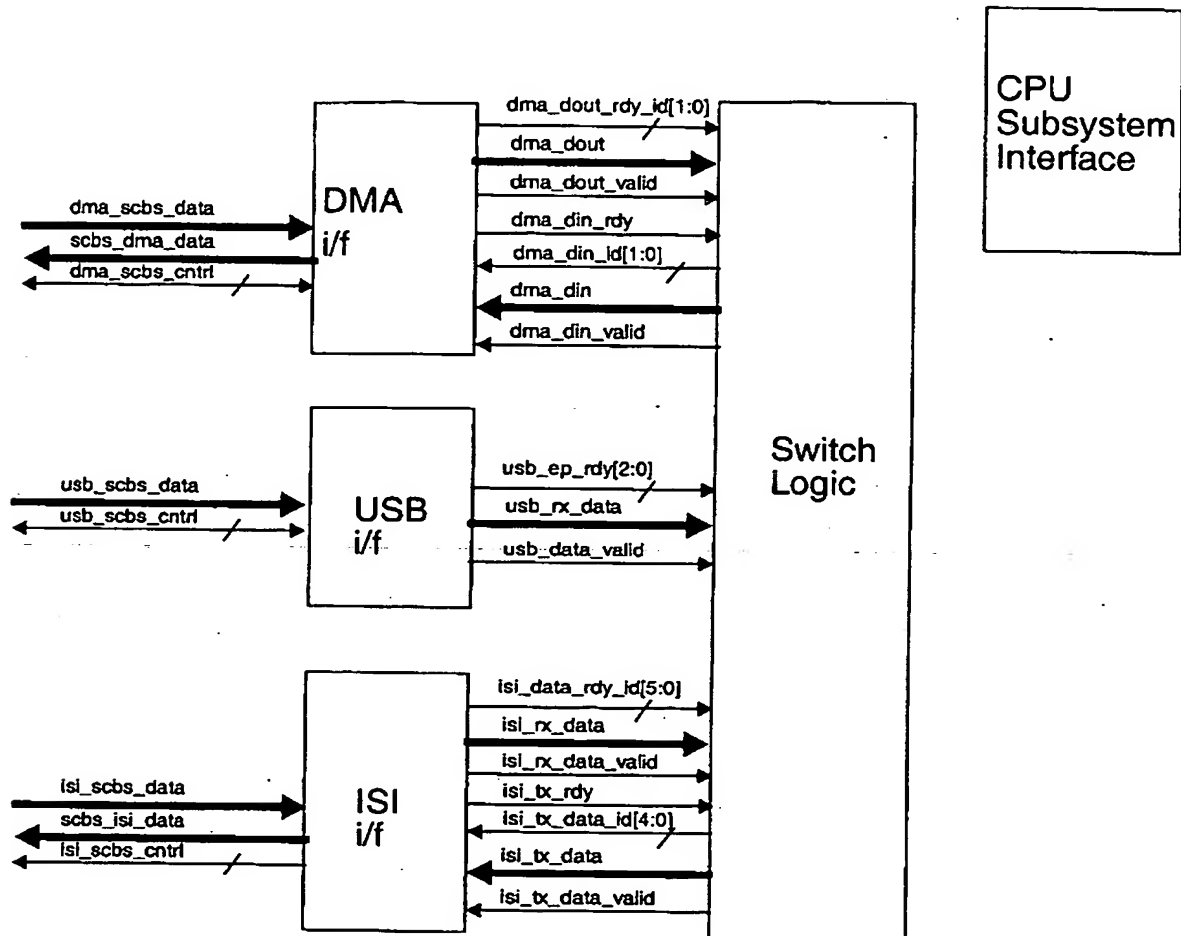 CPU
Subsystem
Interface
dma_dout_rdy_id[1:0]
dma_dout
dma_dout_valid
dma_din_rdy
dma_din_id[1:0]
dma_din
dma_din_valid
DMA
i/f
dma_scbs_data
scbs_dma_data
dma_scbs_cntrl
Switch
Logic
usb_ep_rdy[2:0]
usb_rx_data
usb_data_valid
USB
i/f
usb_scbs_data
usb_scbs_cntrl
isi_data_rdy_id[5:0]
isi_rx_data
isi_rx_data_valid
isi_tx_rdy
isi_tx_data_id[4:0]
isi_tx_data
isi_tx_data_valid
ISI
i/f
isi_scbs_data
scbs_isi_data
isi_scbs_cntrl